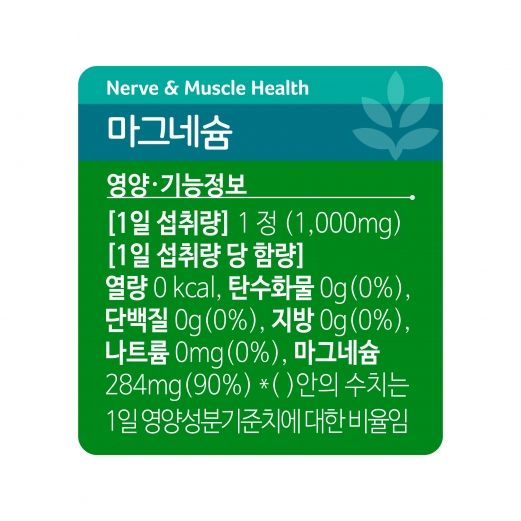 Nerve & Muscle Health
마그네슘
영양·기능정보
[1일 섭취량] 1 정 (1,000mg)
[1일 섭취량 당 함량]
열량 0 kcal, 탄수화물 0g(0%),
단백질 0g(0%), 지방 0g(0%),
나트륨 0mg(0%), 마그네슘
284mg(90%) *( )안의 수치는
1일 영양성분기준치에 대한 비율임